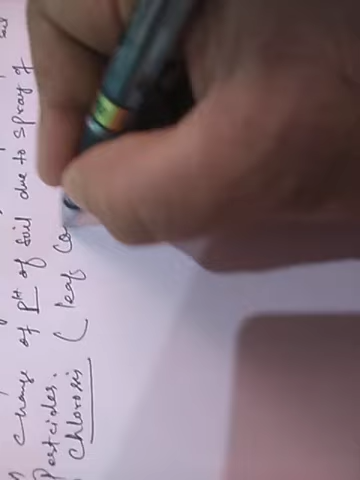 change of pH of soil due to spray of
Pesticides.
Chlorosis ( leaf Co